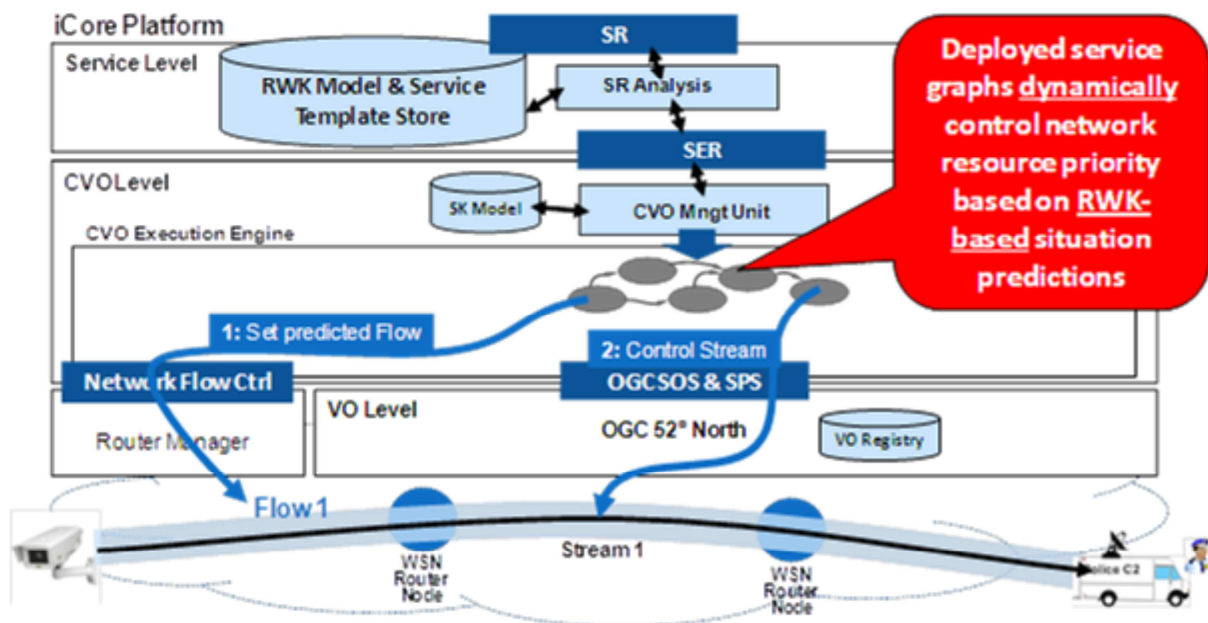 iCore Platform
Service Level
SR
RWK Model & Service
Template Store
SR Analysis
SER
CVO Level
SK Model
CVO Mngt Unit
CVO Execution Engine
Deployed service
graphs dynamically
control network
resource priority
based on RWK-
based situation
predictions
1: Set predicted Flow
2: Control Stream
Network Flow Ctrl
OGC SOS & SPS
Router Manager
VO Level
OGC 52° North
VO Registry
Flow 1
WSN
Router
Node
Stream 1
WSN
Router
Node
Police C2